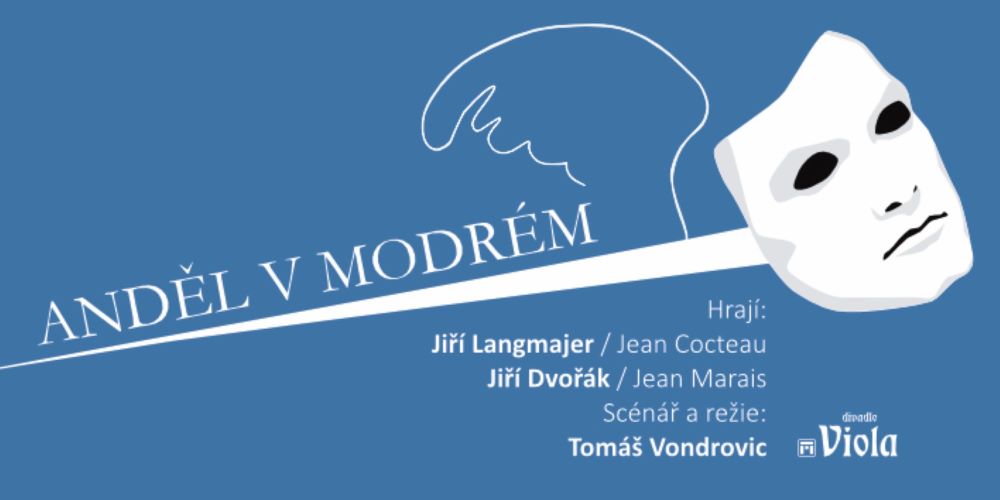 ANDĚL V MODRÉM
Hrají:
Jiří Langmajer / Jean Cocteau
Jiří Dvořák / Jean Marais
Scénář a režie:
Tomáš Vondrovic
divadlo
Viola